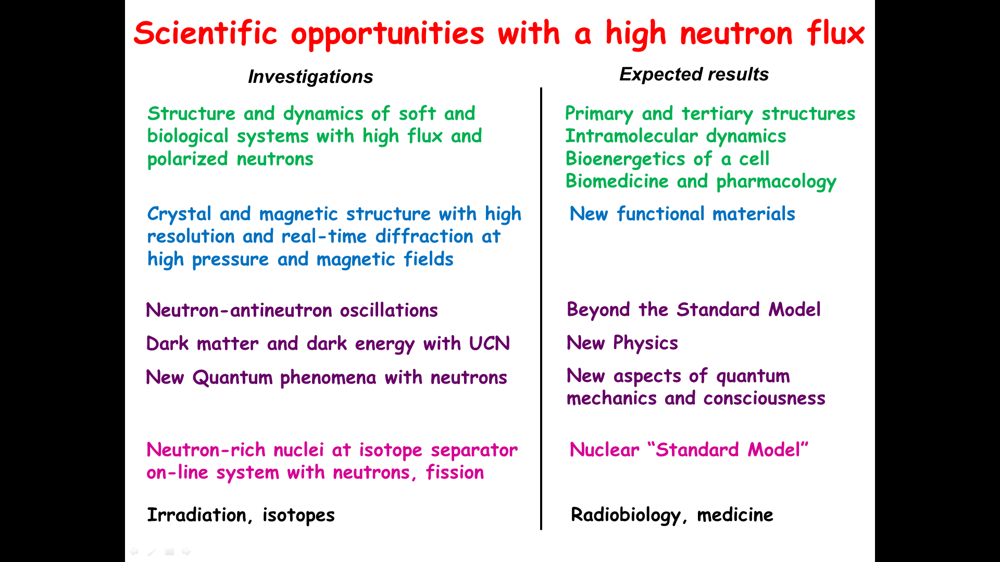 Scientific opportunities with a high neutron flux
Investigations
Expected results
Structure and dynamics of soft and
biological systems with high flux and
polarized neutrons
Primary and tertiary structures
Intramolecular dynamics
Bioenergetics of a cell
Biomedicine and pharmacology
Crystal and magnetic structure with high
resolution and real-time diffraction at
high pressure and magnetic fields
New functional materials
Neutron-antineutron oscillations
Beyond the Standard Model
Dark matter and dark energy with UCN
New Physics
New Quantum phenomena with neutrons
New aspects of quantum
mechanics and consciousness
Neutron-rich nuclei at isotope separator
on-line system with neutrons, fission
Nuclear “Standard Model”
Irradiation, isotopes
Radiobiology, medicine